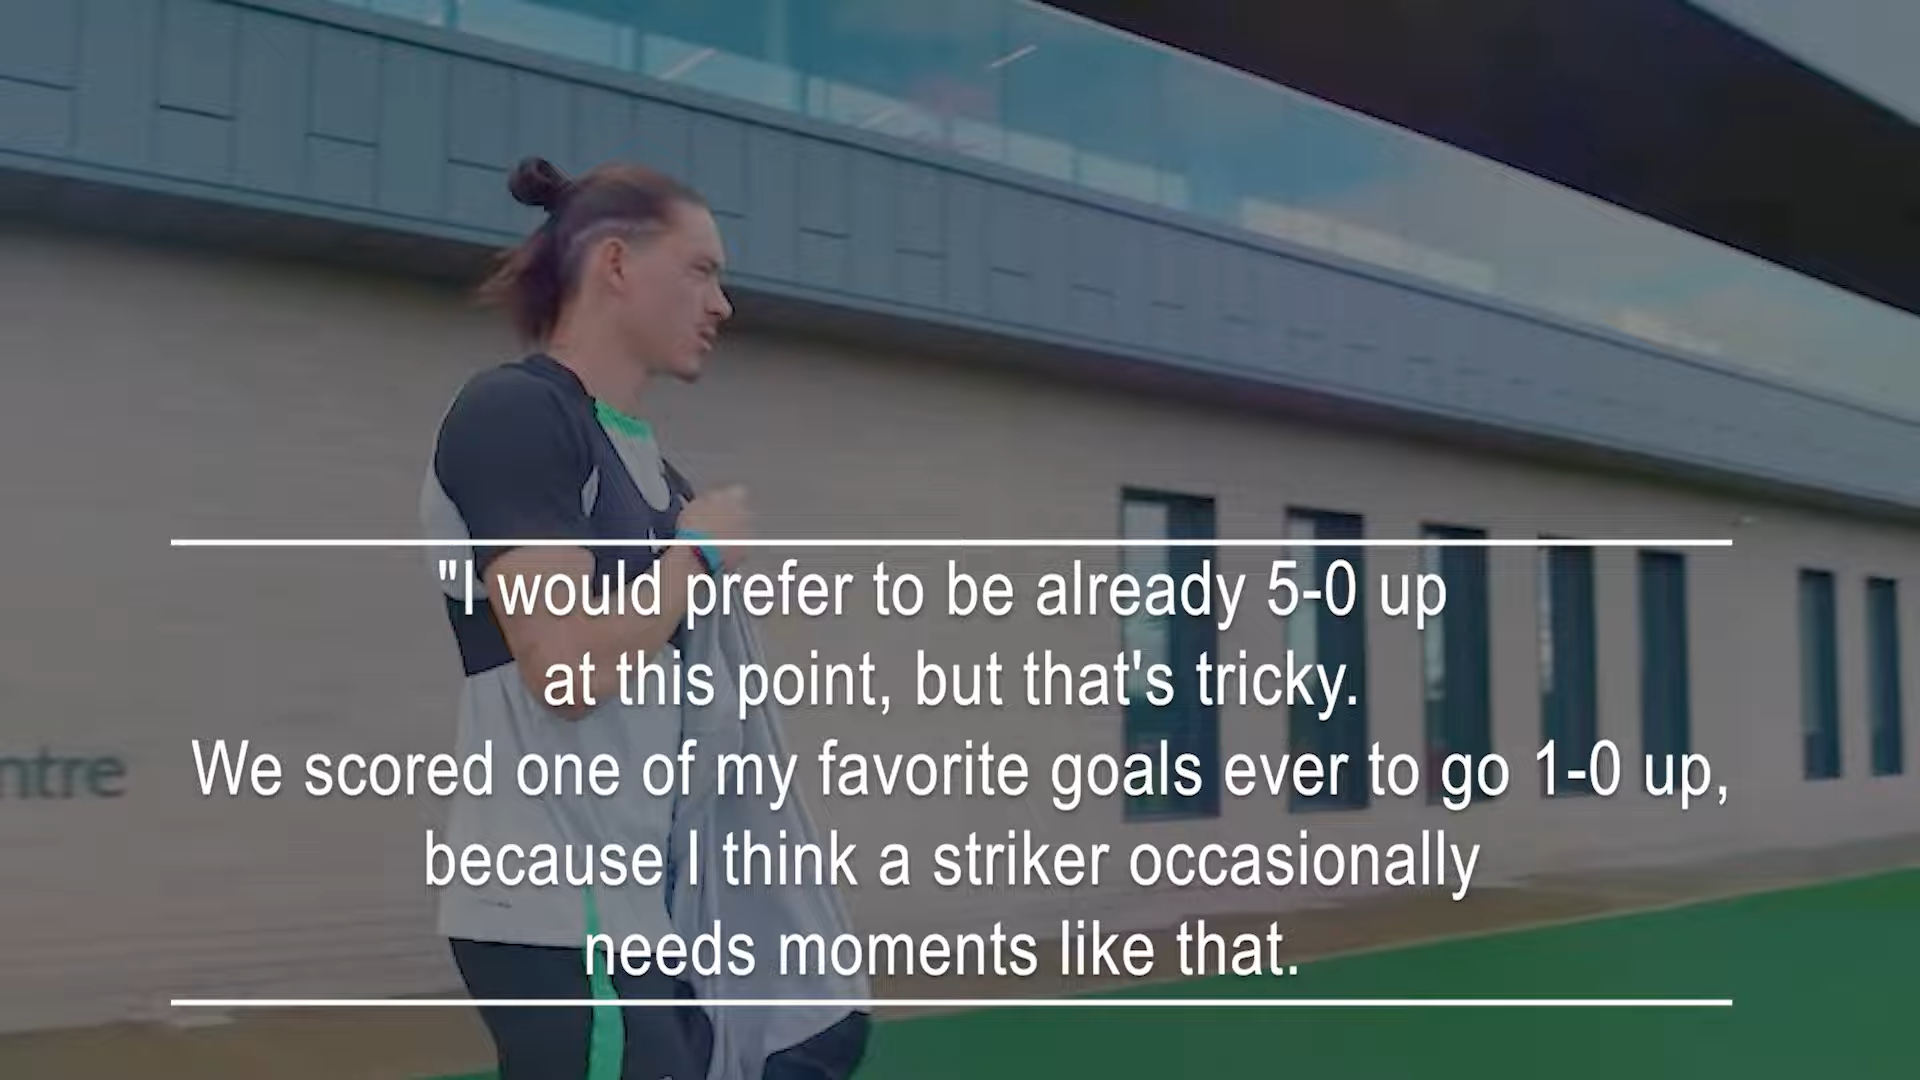 "I would prefer to be already 5-0 up
at this point, but that's tricky.
We scored one of my favorite goals ever to go 1-0 up,
because I think a striker occasionally
needs moments like that.
ntre